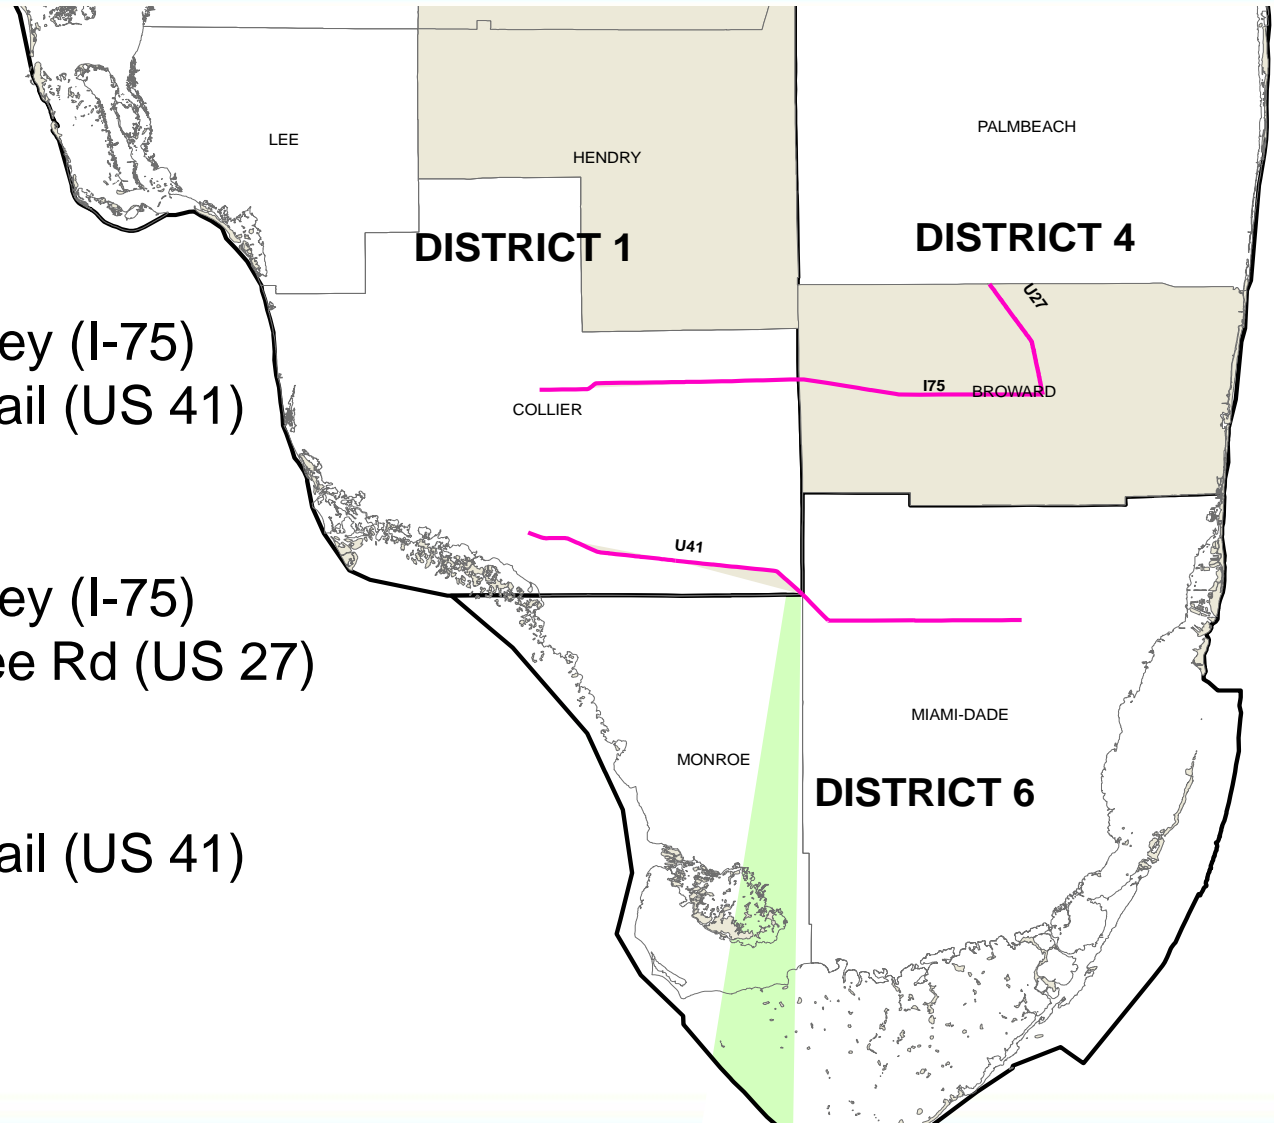 LEE
HENDRY
PALMBEACH
DISTRICT 1
DISTRICT 4
U27
ey (I-75)
ail (US 41)
I75
BROWARD
COLLIER
U41
ey (I-75)
ee Rd (US 27)
MIAMI-DADE
MONROE
DISTRICT 6
ail (US 41)